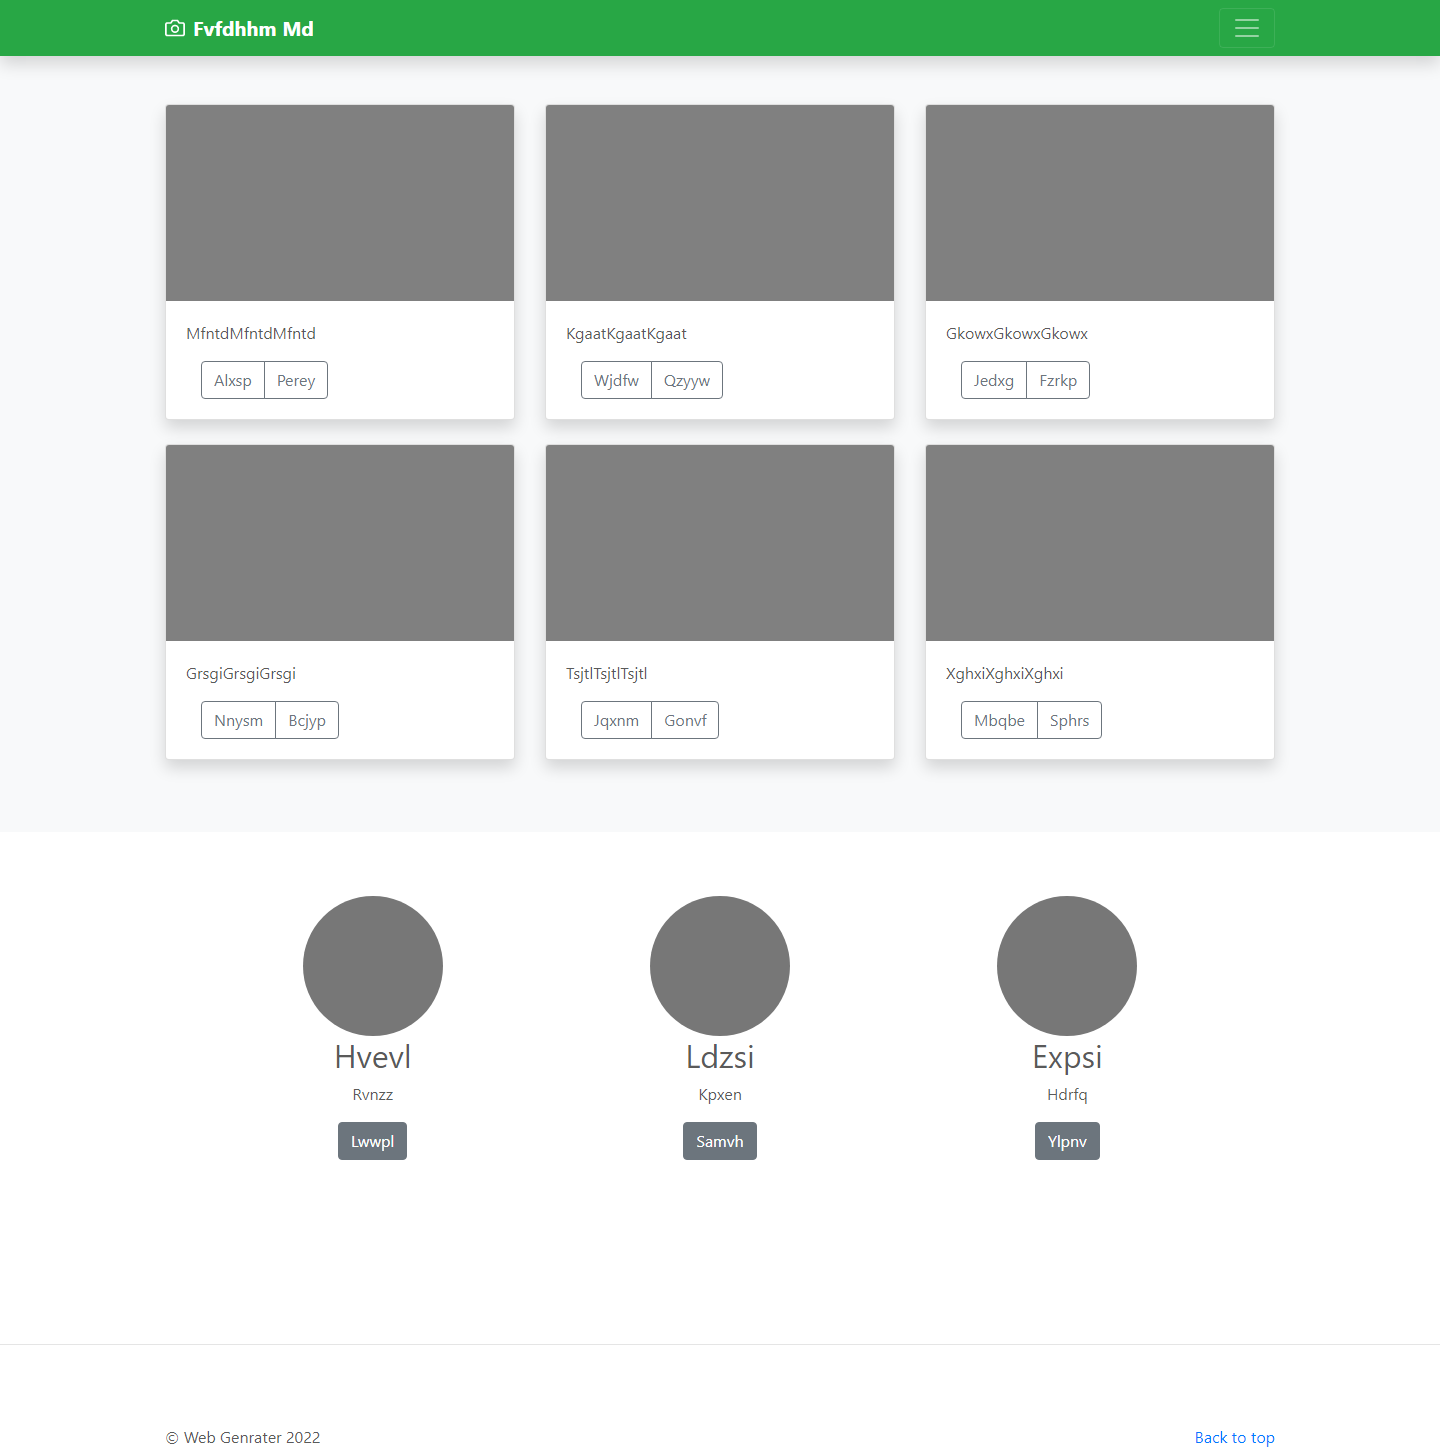 Fvfdhhm Md
MfntdMfntdMfntd
KgaatKgaatKgaat
GkowxGkowxGkowx
Alxsp Perey
Wjdfw Qzyyw
Jedxg Fzrkp
GrsgiGrsgiGrsgi
TsjtlTsjtlTsjtl
XghxiXghxiXghxi
Nnysm Bcjyp
Jqxnm Gonvf
Mbqbe Sphrs
Hvevl
Ldzsi
Expsi
Rvnzz
Kpxen
Hdrfq
Lwwpl
Samvh
Ylpnv
© Web Genrater 2022
Back to top